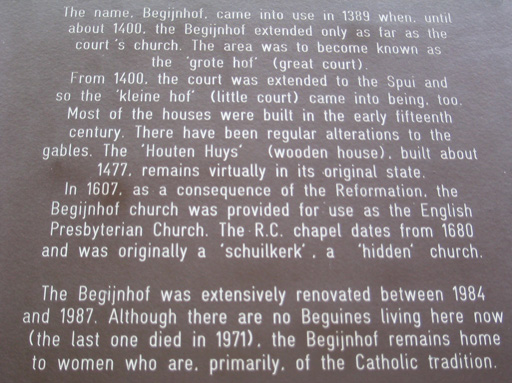 The name, Begijnhof, came into use in 1389 when, until
about 1400, the Begijnhof extended only as far as the
court's church. The area was to become known as
the 'grote hof' (great court).
From 1400, the court was extended to the Spui and
so the 'kleine hof' (little court) came into being, too.
Most of the houses were built in the early fifteenth
century. There have been regular alterations to the
gables. The 'Houten Huys' (wooden house), built about
1477, remains virtually in its original state.
In 1607, as a consequence of the Reformation, the
Begijnhof church was provided for use as the English
Presbyterian Church. The R.C. chapel dates from 1680
and was originally a 'schuilkerk', a 'hidden' church.
The Begijnhof was extensively renovated between 1984
and 1987. Although there are no Beguines living here now
(the last one died in 1971), the Begijnhof remains home
to women who are, primarily, of the Catholic tradition.